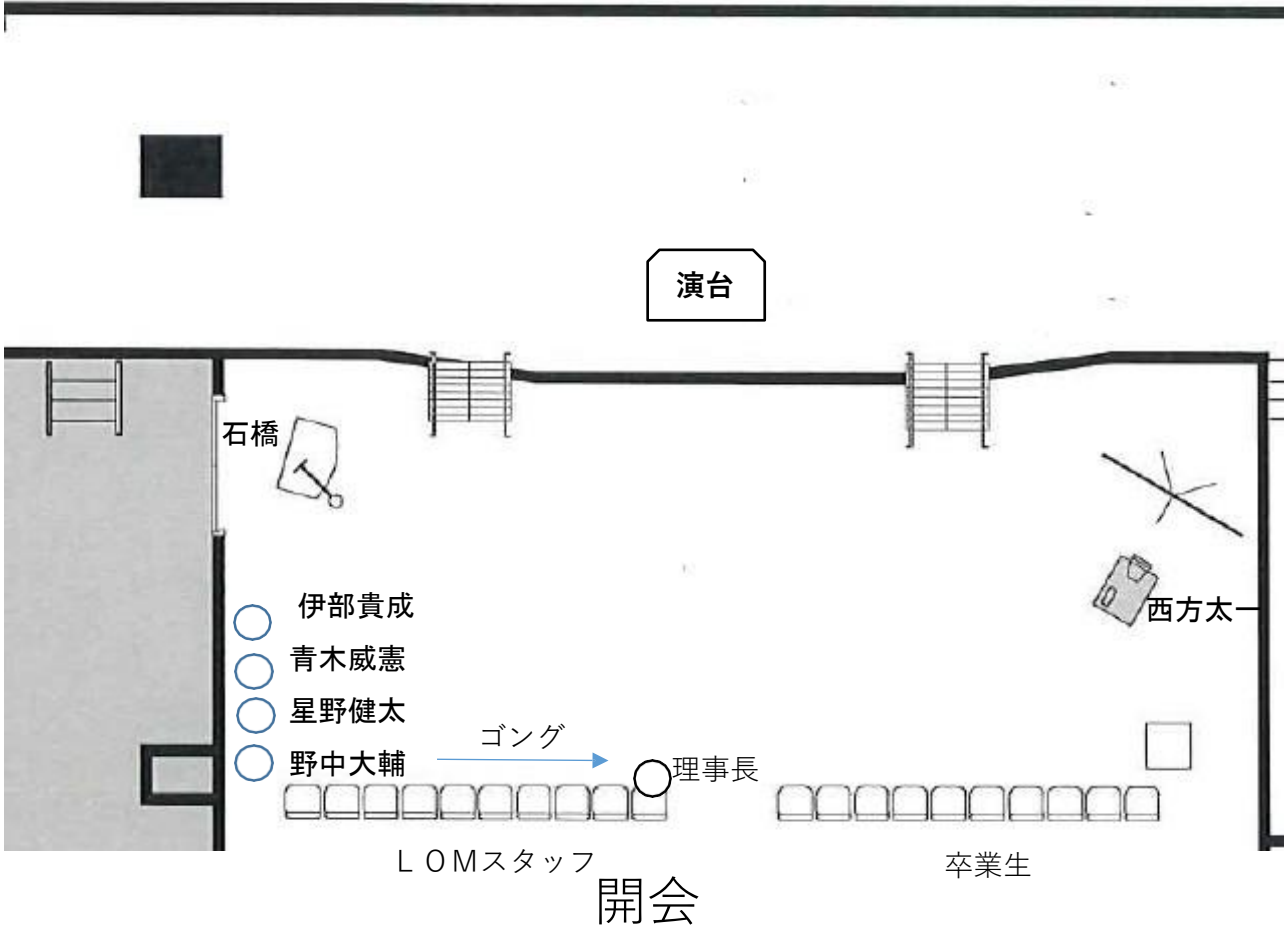 演台
石橋
伊部貴成
西方太一
青木威憲
星野健太
ゴング
野中大輔
理事長
ＬＯＭスタッフ
卒業生
開会